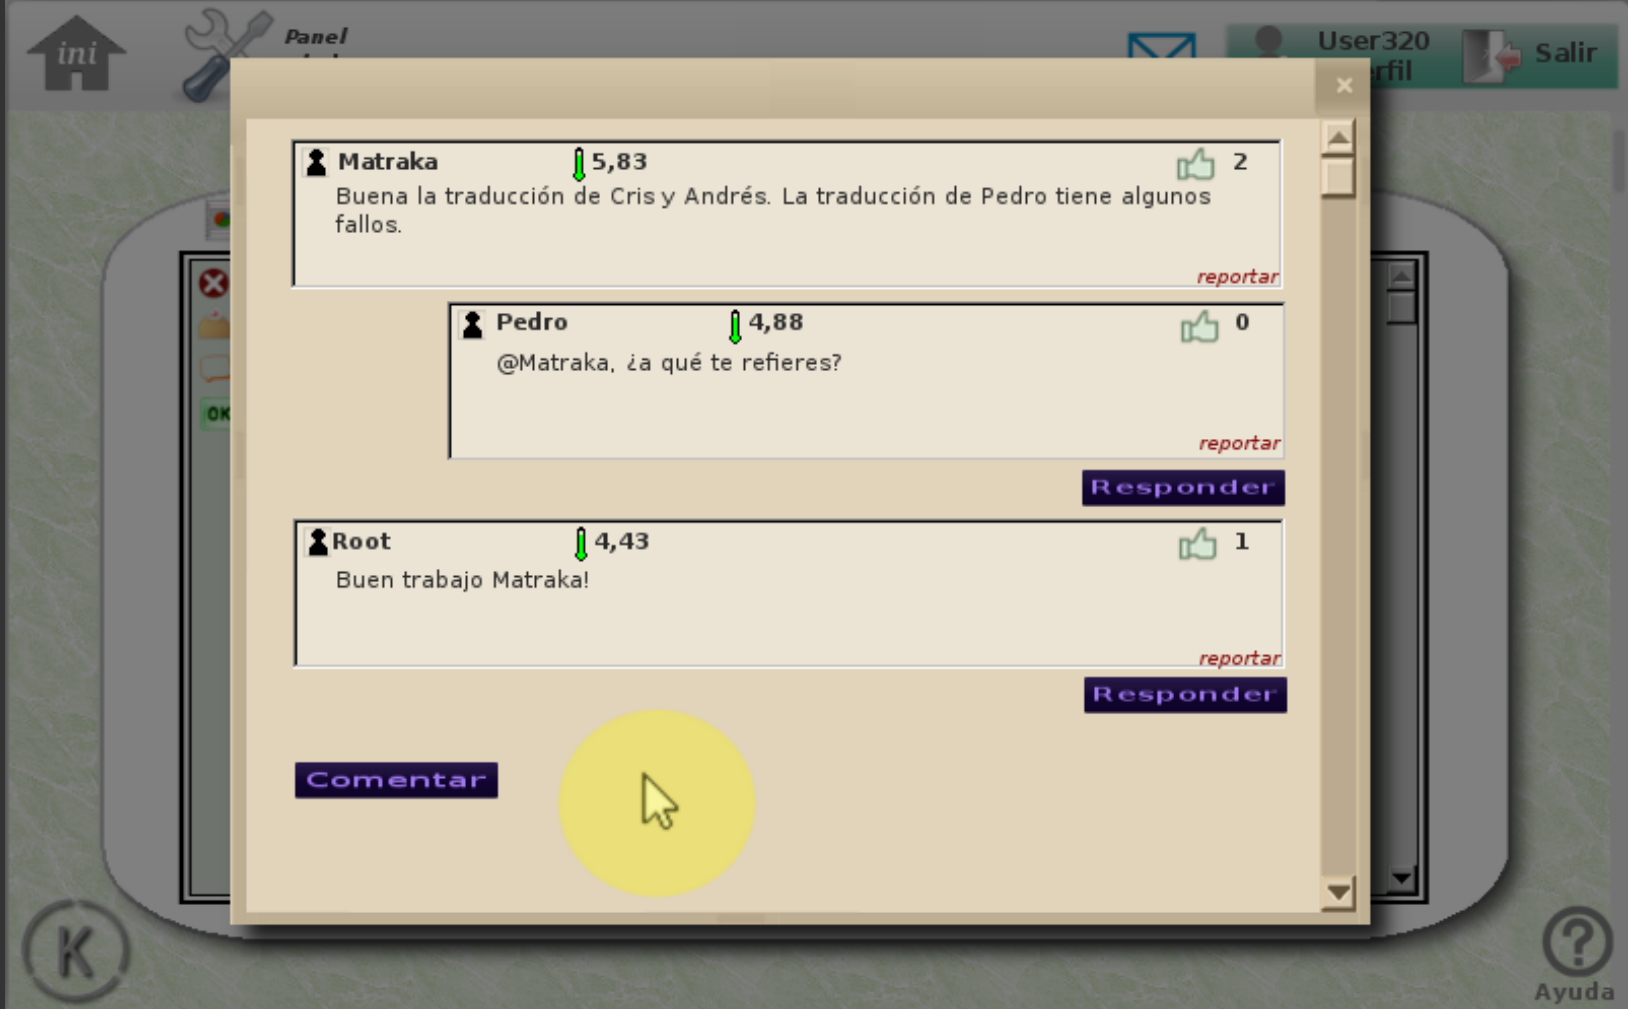 ini
Panel
User320
Salir
×
Matraka 5,83 2
Buena la traducción de Cris y Andrés. La traducción de Pedro tiene algunos
fallos.
reportar
Pedro 4,88 0
@Matraka, ¿a qué te refieres?
reportar
Responder
Root 4,43 1
Buen trabajo Matraka!
reportar
Responder
Comentar
K
?
Ayuda